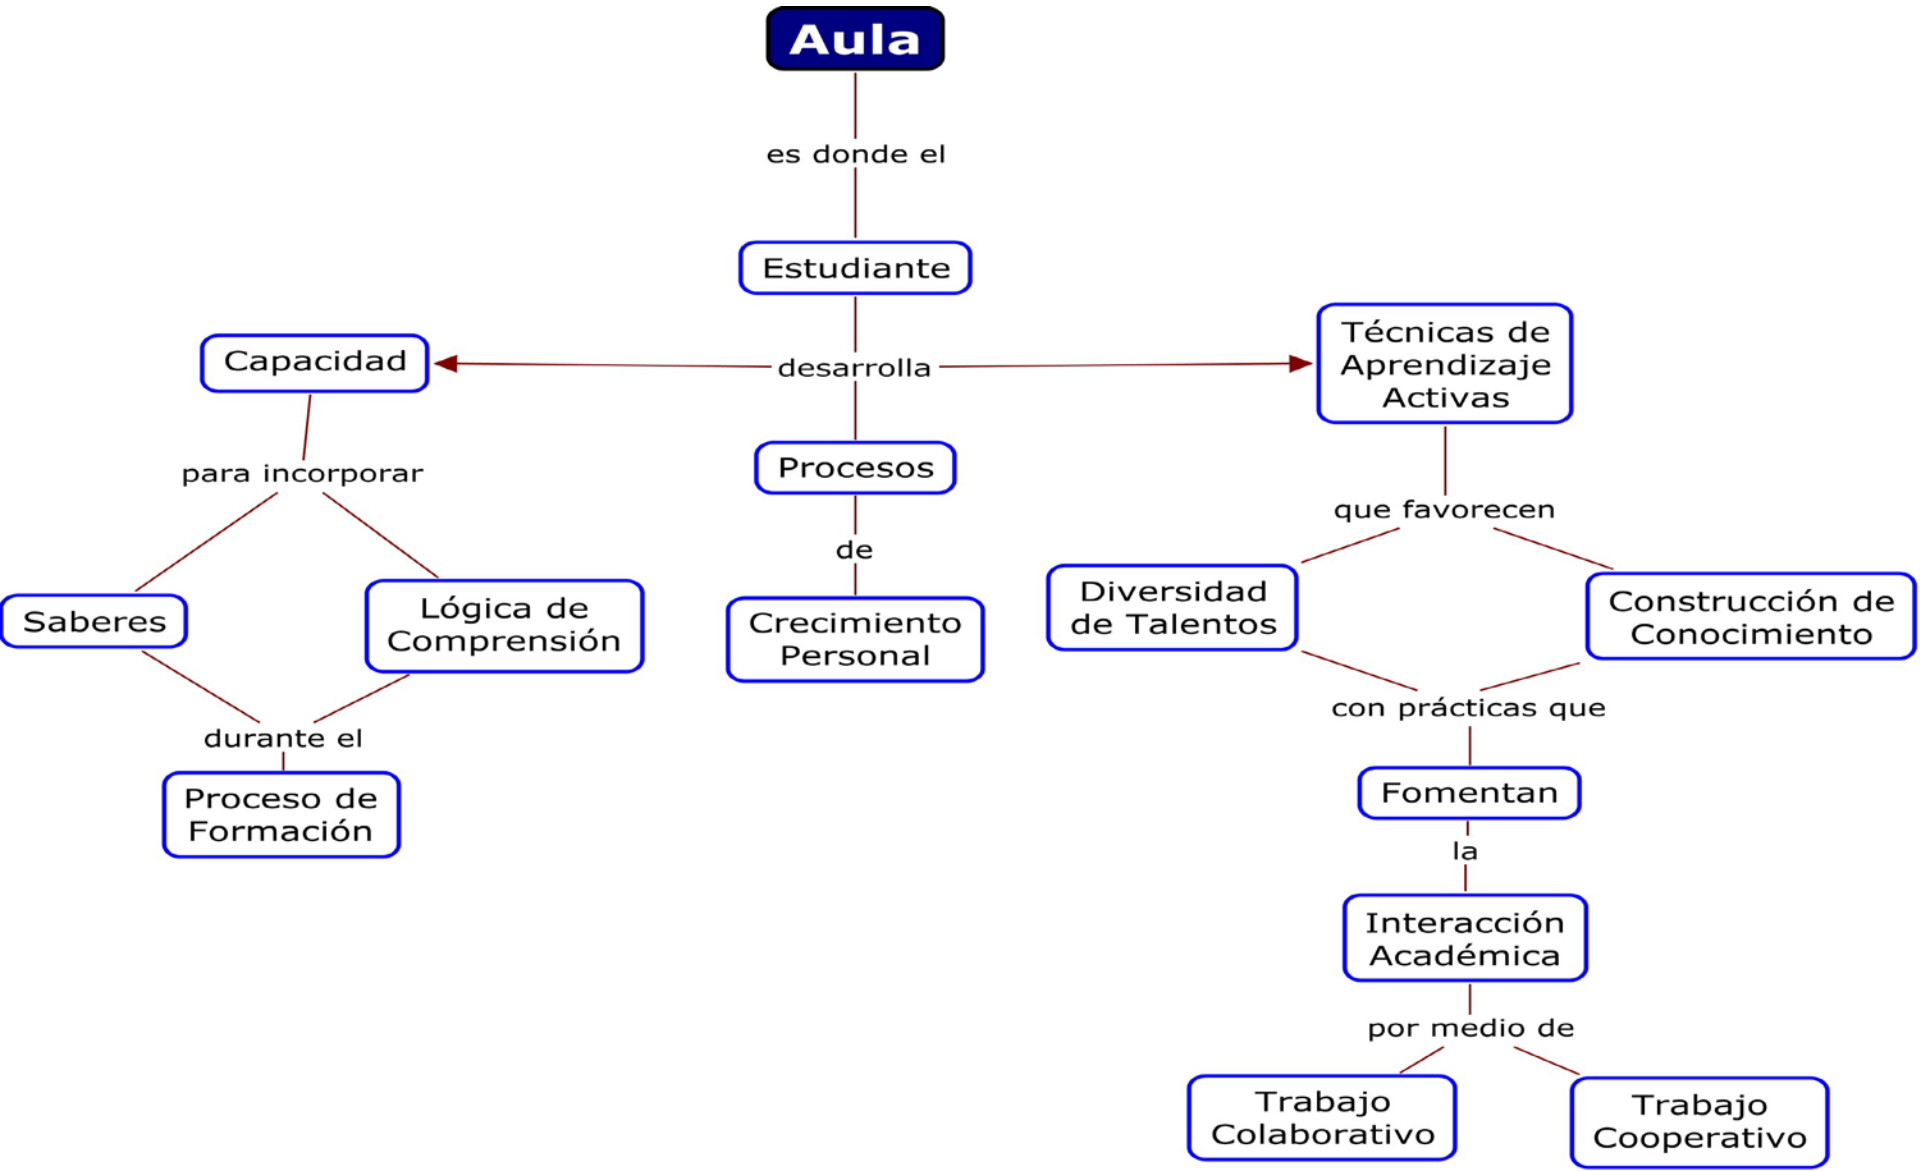 Aula
es donde el
Estudiante
desarrolla
Capacidad
para incorporar
Saberes
Lógica de
Comprensión
durante el
Proceso de
Formación
Procesos
de
Crecimiento
Personal
Técnicas de
Aprendizaje
Activas
que favorecen
Diversidad
de Talentos
Construcción de
Conocimiento
con prácticas que
Fomentan
la
Interacción
Académica
por medio de
Trabajo
Colaborativo
Trabajo
Cooperativo